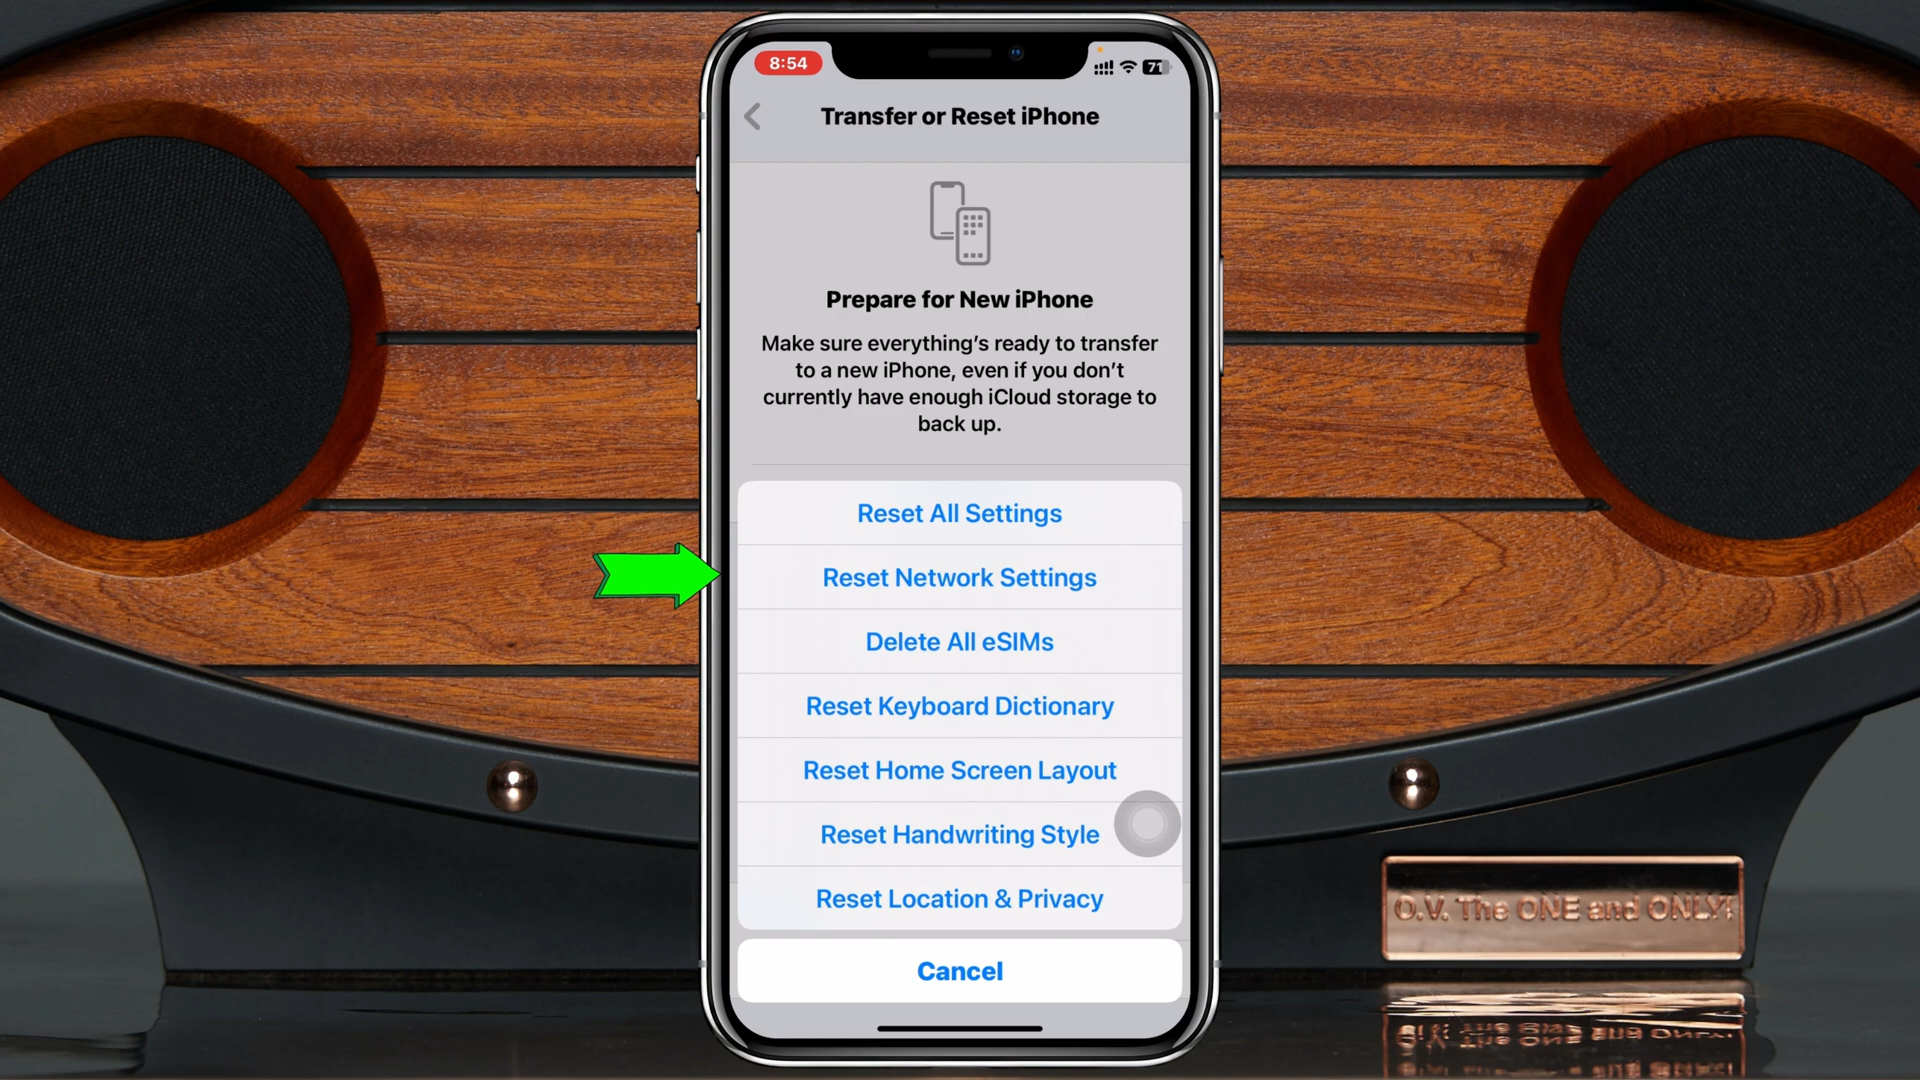 8:54
71
Transfer or Reset iPhone
Prepare for New iPhone
Make sure everything's ready to transfer
to a new iPhone, even if you don't
currently have enough iCloud storage to
back up.
Reset All Settings
Reset Network Settings
Delete All eSIMs
Reset Keyboard Dictionary
Reset Home Screen Layout
Reset Handwriting Style
Reset Location & Privacy
Cancel
O.V. The ONE and ONLY!